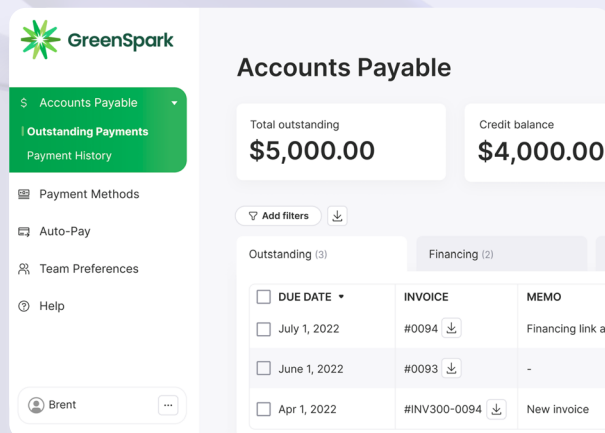 GreenSpark
Accounts Payable
$ Accounts Payable
Outstanding Payments
Payment History
Payment Methods
Auto-Pay
Team Preferences
Help
Brent
Total outstanding
$5,000.00
Credit balance
$4,000.00
Add filters
Outstanding (3)
Financing (2)
DUE DATE INVOICE MEMO
July 1, 2022 #0094 Financing link a
June 1, 2022 #0093 -
Apr 1, 2022 #INV300-0094 New invoice